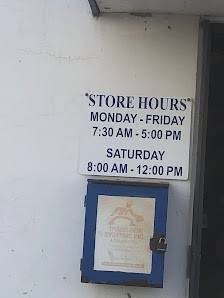 *STORE HOURS*
MONDAY - FRIDAY
7:30 AM - 5:00 PM
SATURDAY
8:00 AM - 12:00 PM